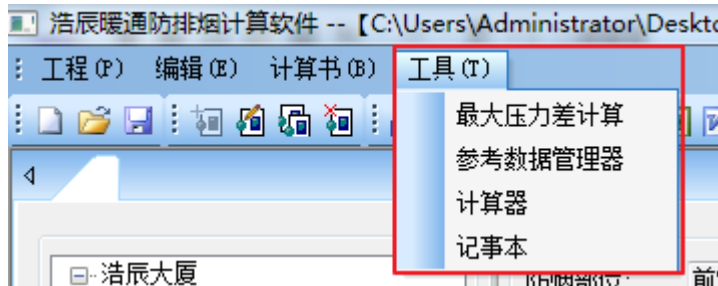 浩辰暖通防排烟计算软件 -- 【C:\Users\Administrator\Deskto
工程(P) 编辑(E) 计算书(B) 工具(T)
最大压力差计算
参考数据管理器
计算器
记事本
浩辰大厦
防烟部位: 前